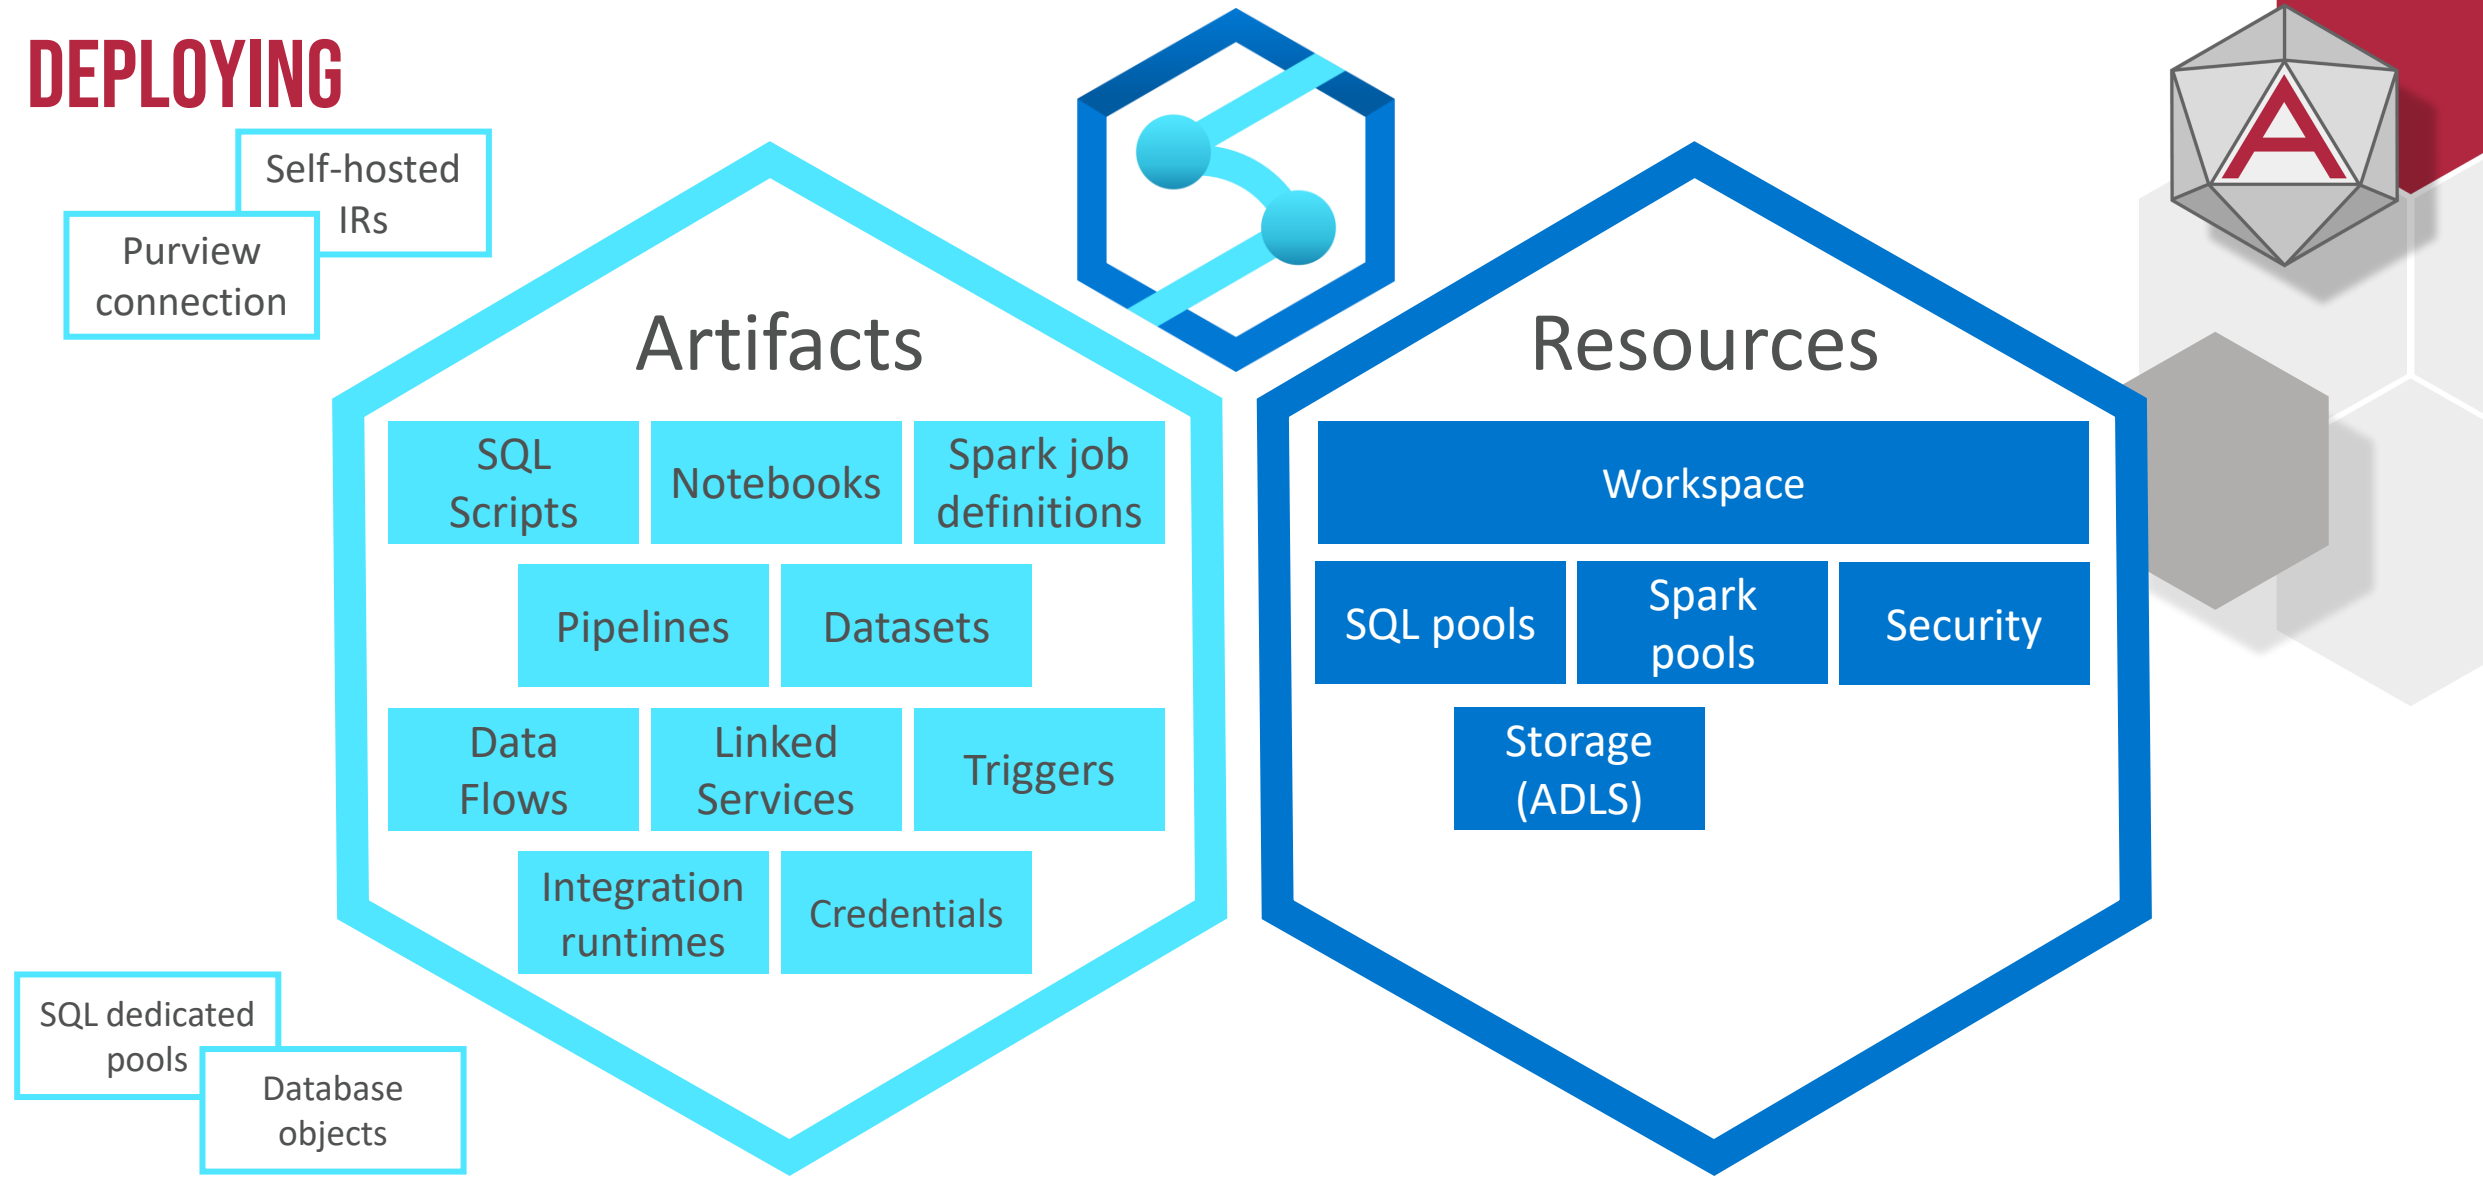 DEPLOYING
Self-hosted
IRs
Purview
connection
Artifacts
SQL
Scripts
Notebooks
Spark job
definitions
Pipelines
Datasets
Data
Flows
Linked
Services
Triggers
Integration
runtimes
Credentials
SQL dedicated
pools
Database
objects
Resources
Workspace
SQL pools
Spark
pools
Security
Storage
(ADLS)
A